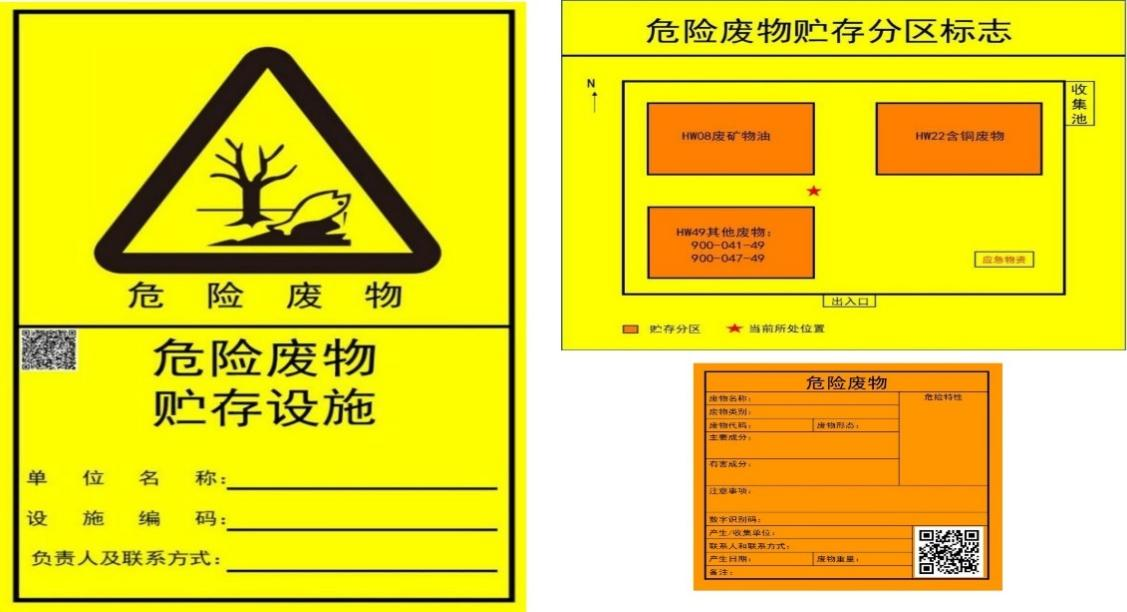 危险废物
危险废物
贮存设施
单位名称:
设施编码:
负责人及联系方式:
危险废物贮存分区标志
N
收集池
HW08废矿物油
HW22含铜废物
HW49其他废物:
900-041-49
900-047-49
应急物资
出入口
贮存分区 当前所处位置
危险废物
废物名称: 危险特性
废物类别:
废物代码: 废物形态:
主要成分:
有害成分:
注意事项:
数字识别码:
产生/收集单位:
联系人和联系方式:
产生日期: 废物重量:
备注: